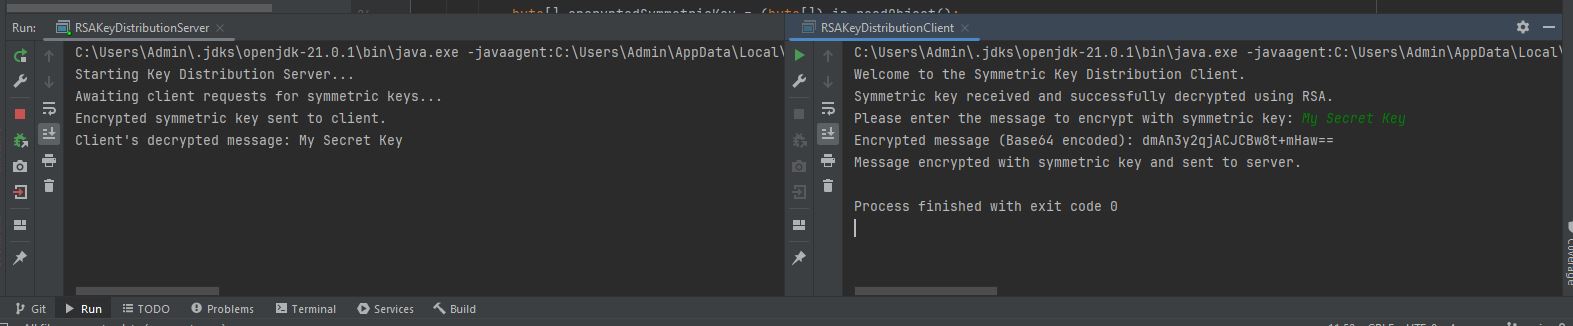 byte[] encryptedSymmetricKey = (byte[]) in.readObject();
Run: RSAKeyDistributionServer
RSAKeyDistributionClient
C:\Users\Admin\.jdks\openjdk-21.0.1\bin\java.exe -javaagent:C:\Users\Admin\AppData\Local\
Starting Key Distribution Server...
Awaiting client requests for symmetric keys...
Encrypted symmetric key sent to client.
Client's decrypted message: My Secret Key
C:\Users\Admin\.jdks\openjdk-21.0.1\bin\java.exe -javaagent:C:\Users\Admin\AppData\Local\
Welcome to the Symmetric Key Distribution Client.
Symmetric key received and successfully decrypted using RSA.
Please enter the message to encrypt with symmetric key: My Secret Key
Encrypted message (Base64 encoded): dmAn3y2qjACJCBw8t+mHaw==
Message encrypted with symmetric key and sent to server.
Process finished with exit code 0
Coverage
Git Run TODO Problems Terminal Services Build